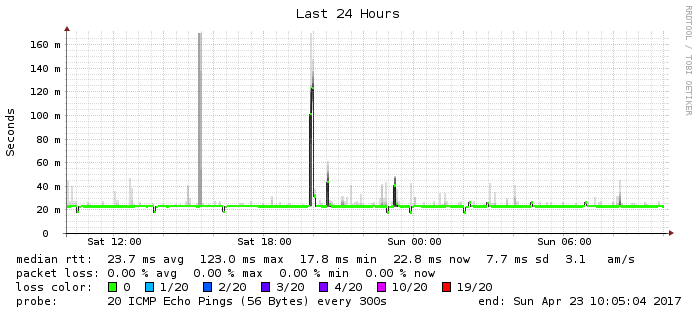 Last 24 Hours
RRDTOOL / TOBI OETIKER
Seconds
160 m
140 m
120 m
100 m
80 m
60 m
40 m
20 m
0
Sat 12:00 Sat 18:00 Sun 00:00 Sun 06:00
median rtt: 23.7 ms avg 123.0 ms max 17.8 ms min 22.8 ms now 7.7 ms sd 3.1 am/s
packet loss: 0.00 % avg 0.00 % max 0.00 % min 0.00 % now
loss color: 0 1/20 2/20 3/20 4/20 10/20 19/20
probe: 20 ICMP Echo Pings (56 Bytes) every 300s end: Sun Apr 23 10:05:04 2017